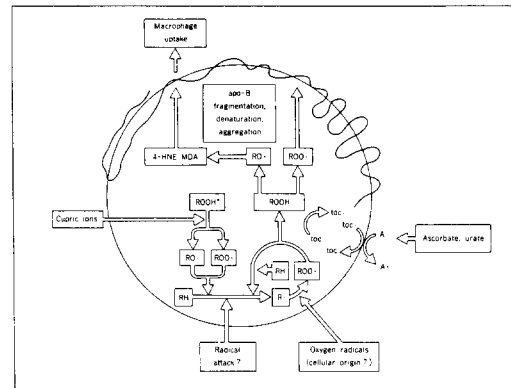 Macrophage
uptake
apo-B
fragmentation,
denaturation,
aggregation
4-HNE MDA
RO·
ROO·
ROOH*
ROOH
Cupric ions
toc·
toc
toc·
toc
A
A·
Ascorbate, urate
RO·
ROO·
RH
ROO·
RH
R·
Radical
attack?
Oxygen radicals
(cellular origin?)